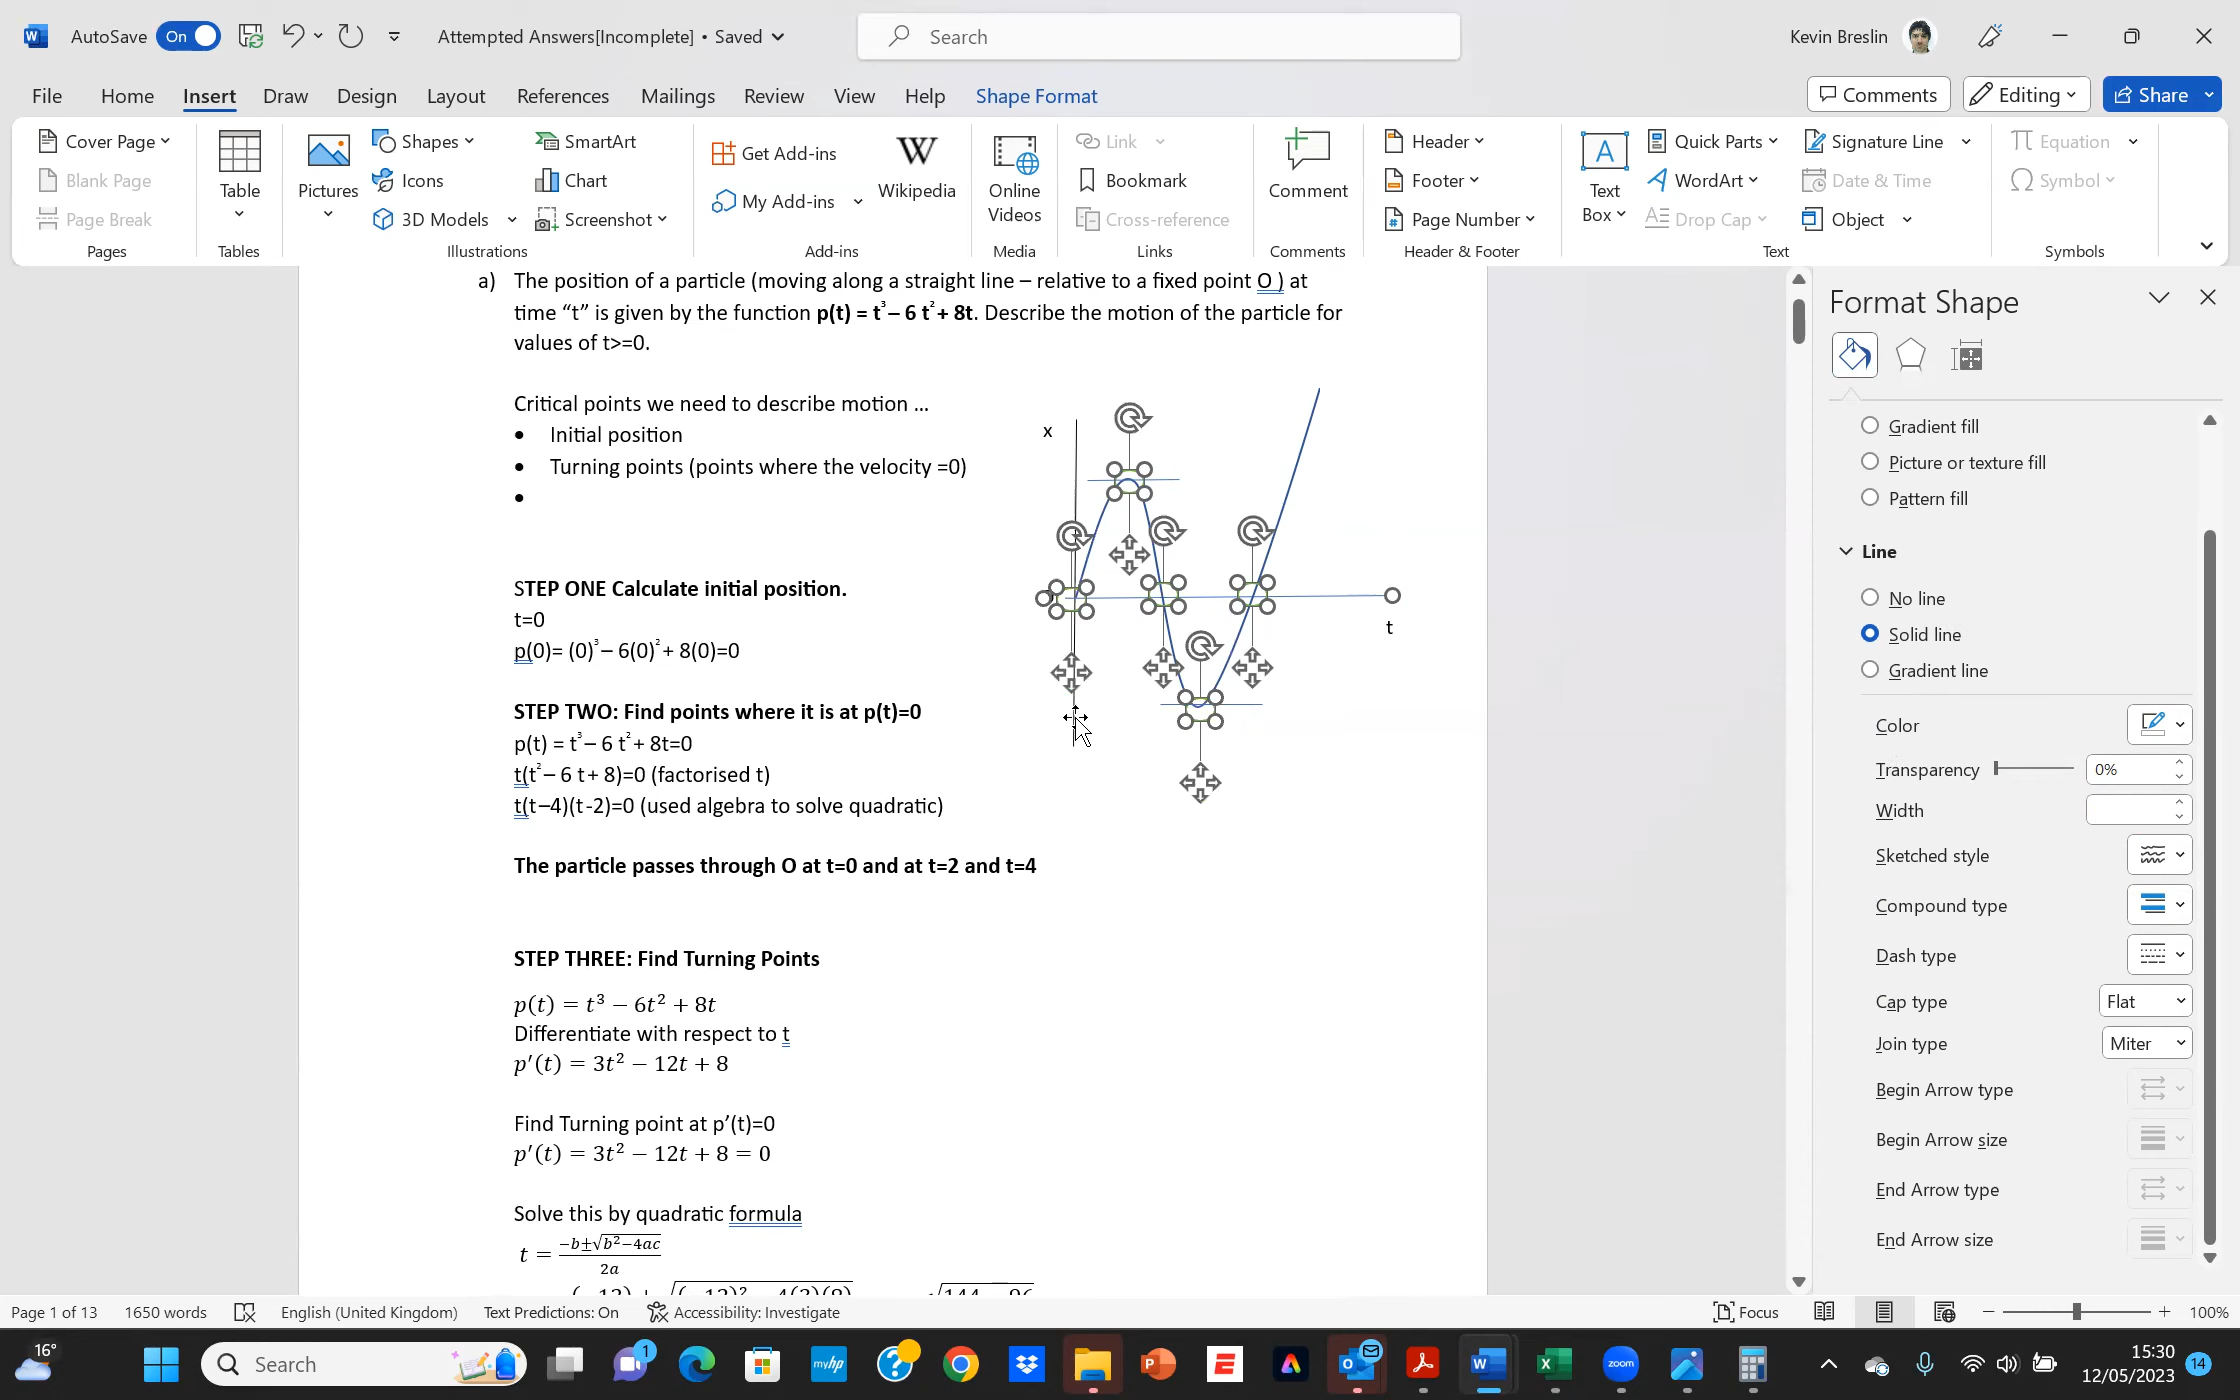 AutoSave On Attempted Answers[Incomplete] • Saved Search Kevin Breslin
File Home Insert Draw Design Layout References Mailings Review View Help Shape Format Comments Editing Share
Cover Page
Blank Page
Page Break
Pages
Table
Tables
Pictures
Shapes
Icons
3D Models
SmartArt
Chart
Screenshot
Illustrations
Get Add-ins
My Add-ins
Wikipedia
Add-ins
Online
Videos
Media
Link
Bookmark
Cross-reference
Links
Comment
Comments
Header
Footer
Page Number
Header & Footer
Text
Box
Quick Parts
WordArt
Drop Cap
Signature Line
Date & Time
Object
Text
Equation
Symbol
Symbols
a) The position of a particle (moving along a straight line – relative to a fixed point O ) at
time “t” is given by the function p(t) = t³– 6 t²+ 8t. Describe the motion of the particle for
values of t>=0.
Critical points we need to describe motion ...
• Initial position
• Turning points (points where the velocity =0)
•
x
t
STEP ONE Calculate initial position.
t=0
p(0)= (0)³– 6(0)²+ 8(0)=0
STEP TWO: Find points where it is at p(t)=0
p(t) = t³– 6 t²+ 8t=0
t(t²– 6 t+ 8)=0 (factorised t)
t(t–4)(t-2)=0 (used algebra to solve quadratic)
The particle passes through O at t=0 and at t=2 and t=4
STEP THREE: Find Turning Points
p(t) = t³ − 6t² + 8t
Differentiate with respect to t
p′(t) = 3t² − 12t + 8
Find Turning point at p’(t)=0
p′(t) = 3t² − 12t + 8 = 0
Solve this by quadratic formula
t = −b±√b²−4ac
2a
Format Shape
Gradient fill
Picture or texture fill
Pattern fill
Line
No line
Solid line
Gradient line
Color
Transparency 0%
Width
Sketched style
Compound type
Dash type
Cap type Flat
Join type Miter
Begin Arrow type
Begin Arrow size
End Arrow type
End Arrow size
Page 1 of 13 1650 words English (United Kingdom) Text Predictions: On Accessibility: Investigate Focus 100%
16° Search 1 myhp zoom 15:30
12/05/2023 14